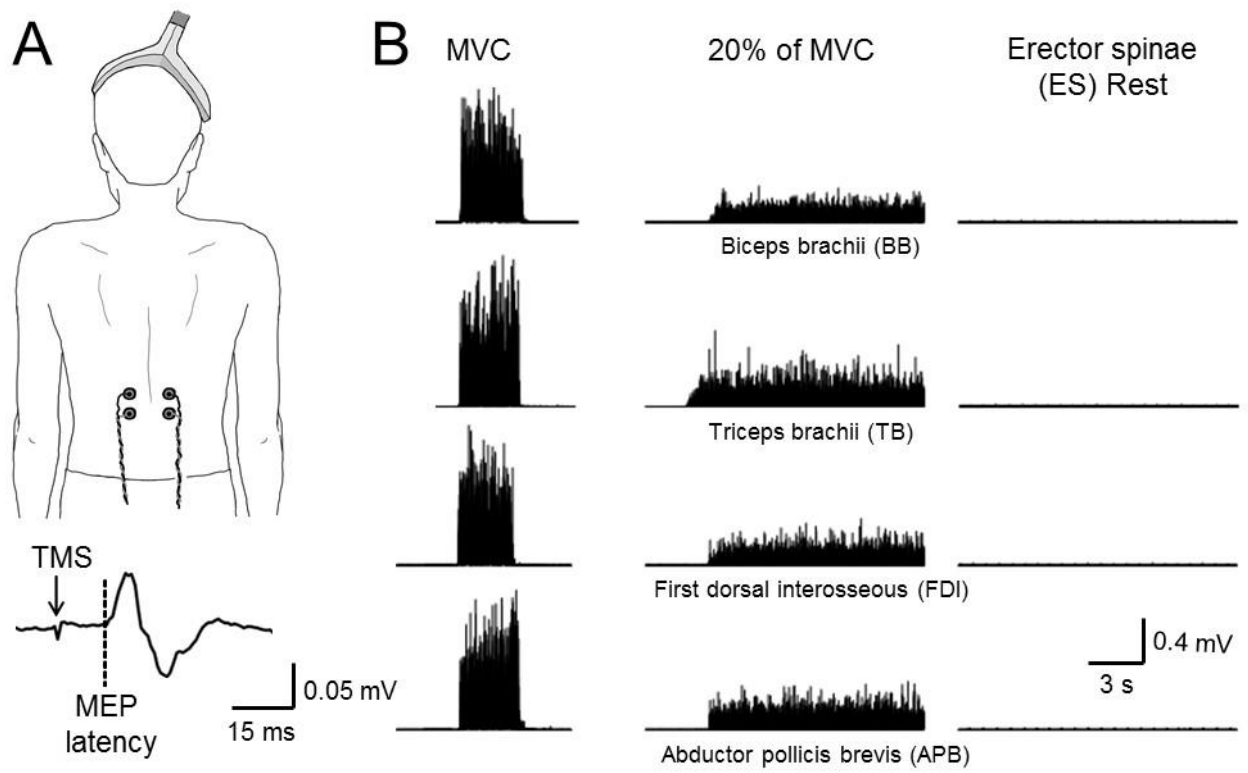 A
TMS
MEP
latency
0.05 mV
15 ms
B
MVC
20% of MVC
Erector spinae
(ES) Rest
Biceps brachii (BB)
Triceps brachii (TB)
First dorsal interosseous (FDI)
0.4 mV
3 s
Abductor pollicis brevis (APB)